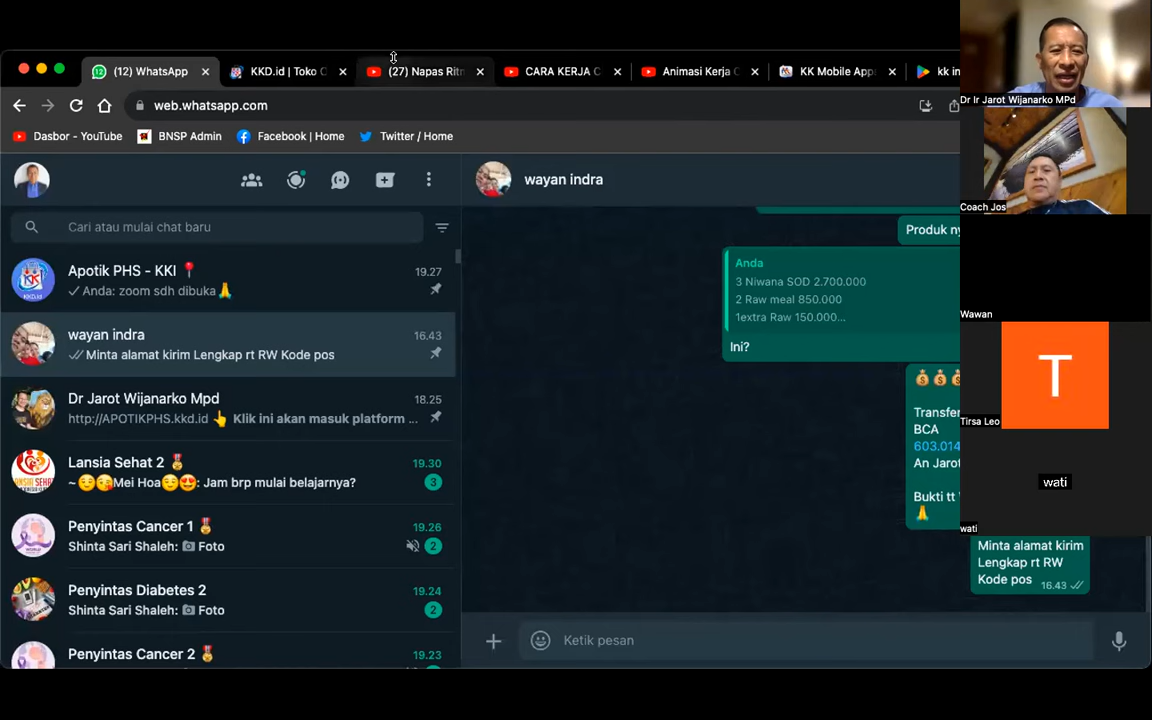 (12) WhatsApp
KKD.id | Toko C
(27) Napas Ritn
CARA KERJA C
Animasi Kerja C
KK Mobile App
kk in
web.whatsapp.com
Dasbor - YouTube
BNSP Admin
Facebook | Home
Twitter / Home
Cari atau mulai chat baru
Apotik PHS - KKI
19.27
Anda: zoom sdh dibuka
wayan indra
16.43
Minta alamat kirim Lengkap rt RW Kode pos
Dr Jarot Wijanarko Mpd
18.25
http://APOTIKPHS.kkd.id 👆 Klik ini akan masuk platform ...
Lansia Sehat 2
19.30
~😌😘Mei Hoa😌😍: Jam brp mulai belajarnya?
3
Penyintas Cancer 1
19.26
Shinta Sari Shaleh: Foto
2
Penyintas Diabetes 2
19.24
Shinta Sari Shaleh: Foto
2
Penyintas Cancer 2
19.23
wayan indra
Produk ny
Anda
3 Niwana SOD 2.700.000
2 Raw meal 850.000
1extra Raw 150.000...
Ini?
Transfer
BCA
603.014
An Jarot
Bukti tt
Minta alamat kirim
Lengkap rt RW
Kode pos
16.43
Ketik pesan
Dr Ir Jarot Wijanarko MPd
Coach Jos
Wawan
T
Tirsa Leo
wati
wati